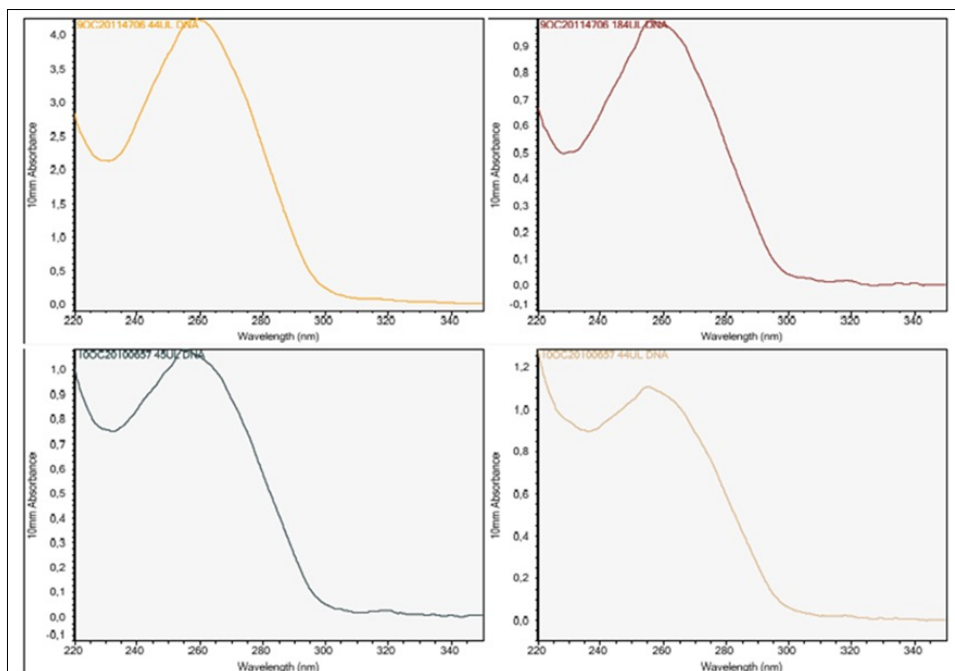 9OC20114706 44UL DNA
4,0
3,5
3,0
2,5
2,0
1,5
1,0
0,5
0,0
10mm Absorbance
220 240 260 280 300 320 340
Wavelength (nm)
9OC20114706 184UL DNA
0,9
0,8
0,7
0,6
0,5
0,4
0,3
0,2
0,1
0,0
-0,1
10mm Absorbance
220 240 260 280 300 320 340
Wavelength (nm)
10OC20100657 45UL DNA
1,0
0,9
0,8
0,7
0,6
0,5
0,4
0,3
0,2
0,1
0,0
-0,1
10mm Absorbance
220 240 260 280 300 320 340
Wavelength (nm)
10OC20100657 44UL DNA
1,2
1,0
0,8
0,6
0,4
0,2
0,0
10mm Absorbance
220 240 260 280 300 320 340
Wavelength (nm)